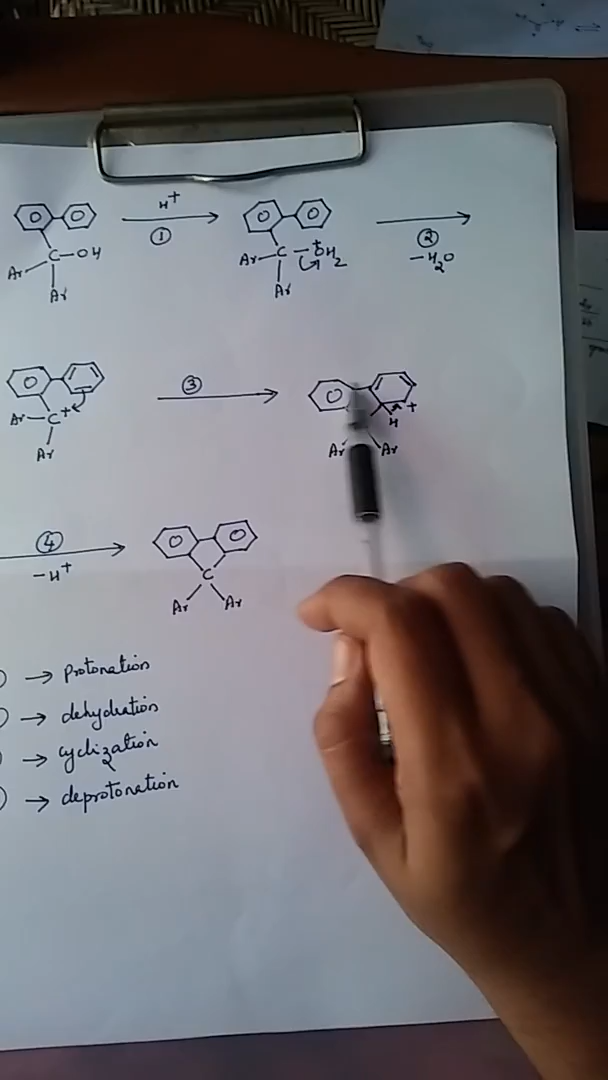 H⁺
①
②
-H₂O
C-OH
Ar
Ar
Ar-C-⁺OH₂
Ar
③
Ar-C⁺
Ar
H
+
Ar Ar
④
-H⁺
C
Ar Ar
→ protonation
→ dehydration
→ cyclization
→ deprotonation